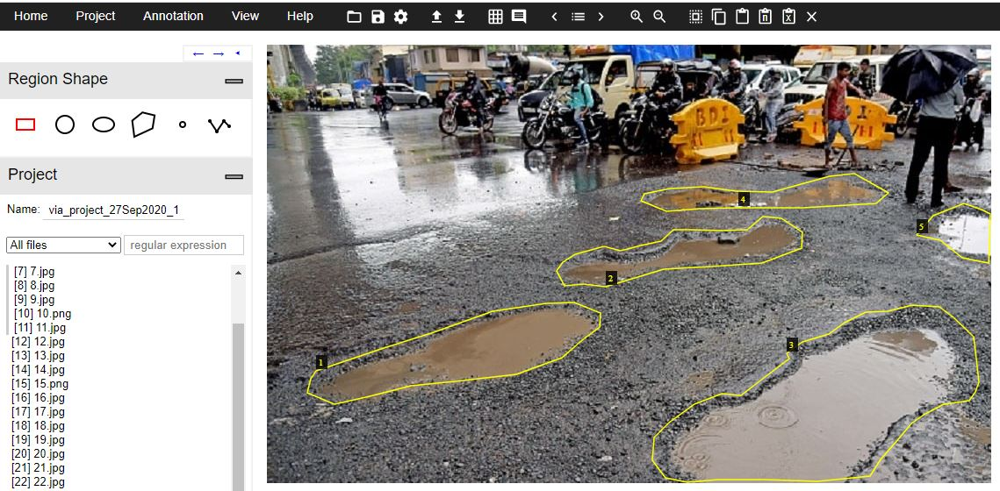 Home Project Annotation View Help
Region Shape
Project
Name: via_project_27Sep2020_1
All files regular expression
[7] 7.jpg
[8] 8.jpg
[9] 9.jpg
[10] 10.png
[11] 11.jpg
[12] 12.jpg
[13] 13.jpg
[14] 14.jpg
[15] 15.png
[16] 16.jpg
[17] 17.jpg
[18] 18.jpg
[19] 19.jpg
[20] 20.jpg
[21] 21.jpg
[22] 22.jpg
BDI
4
5
2
1
3